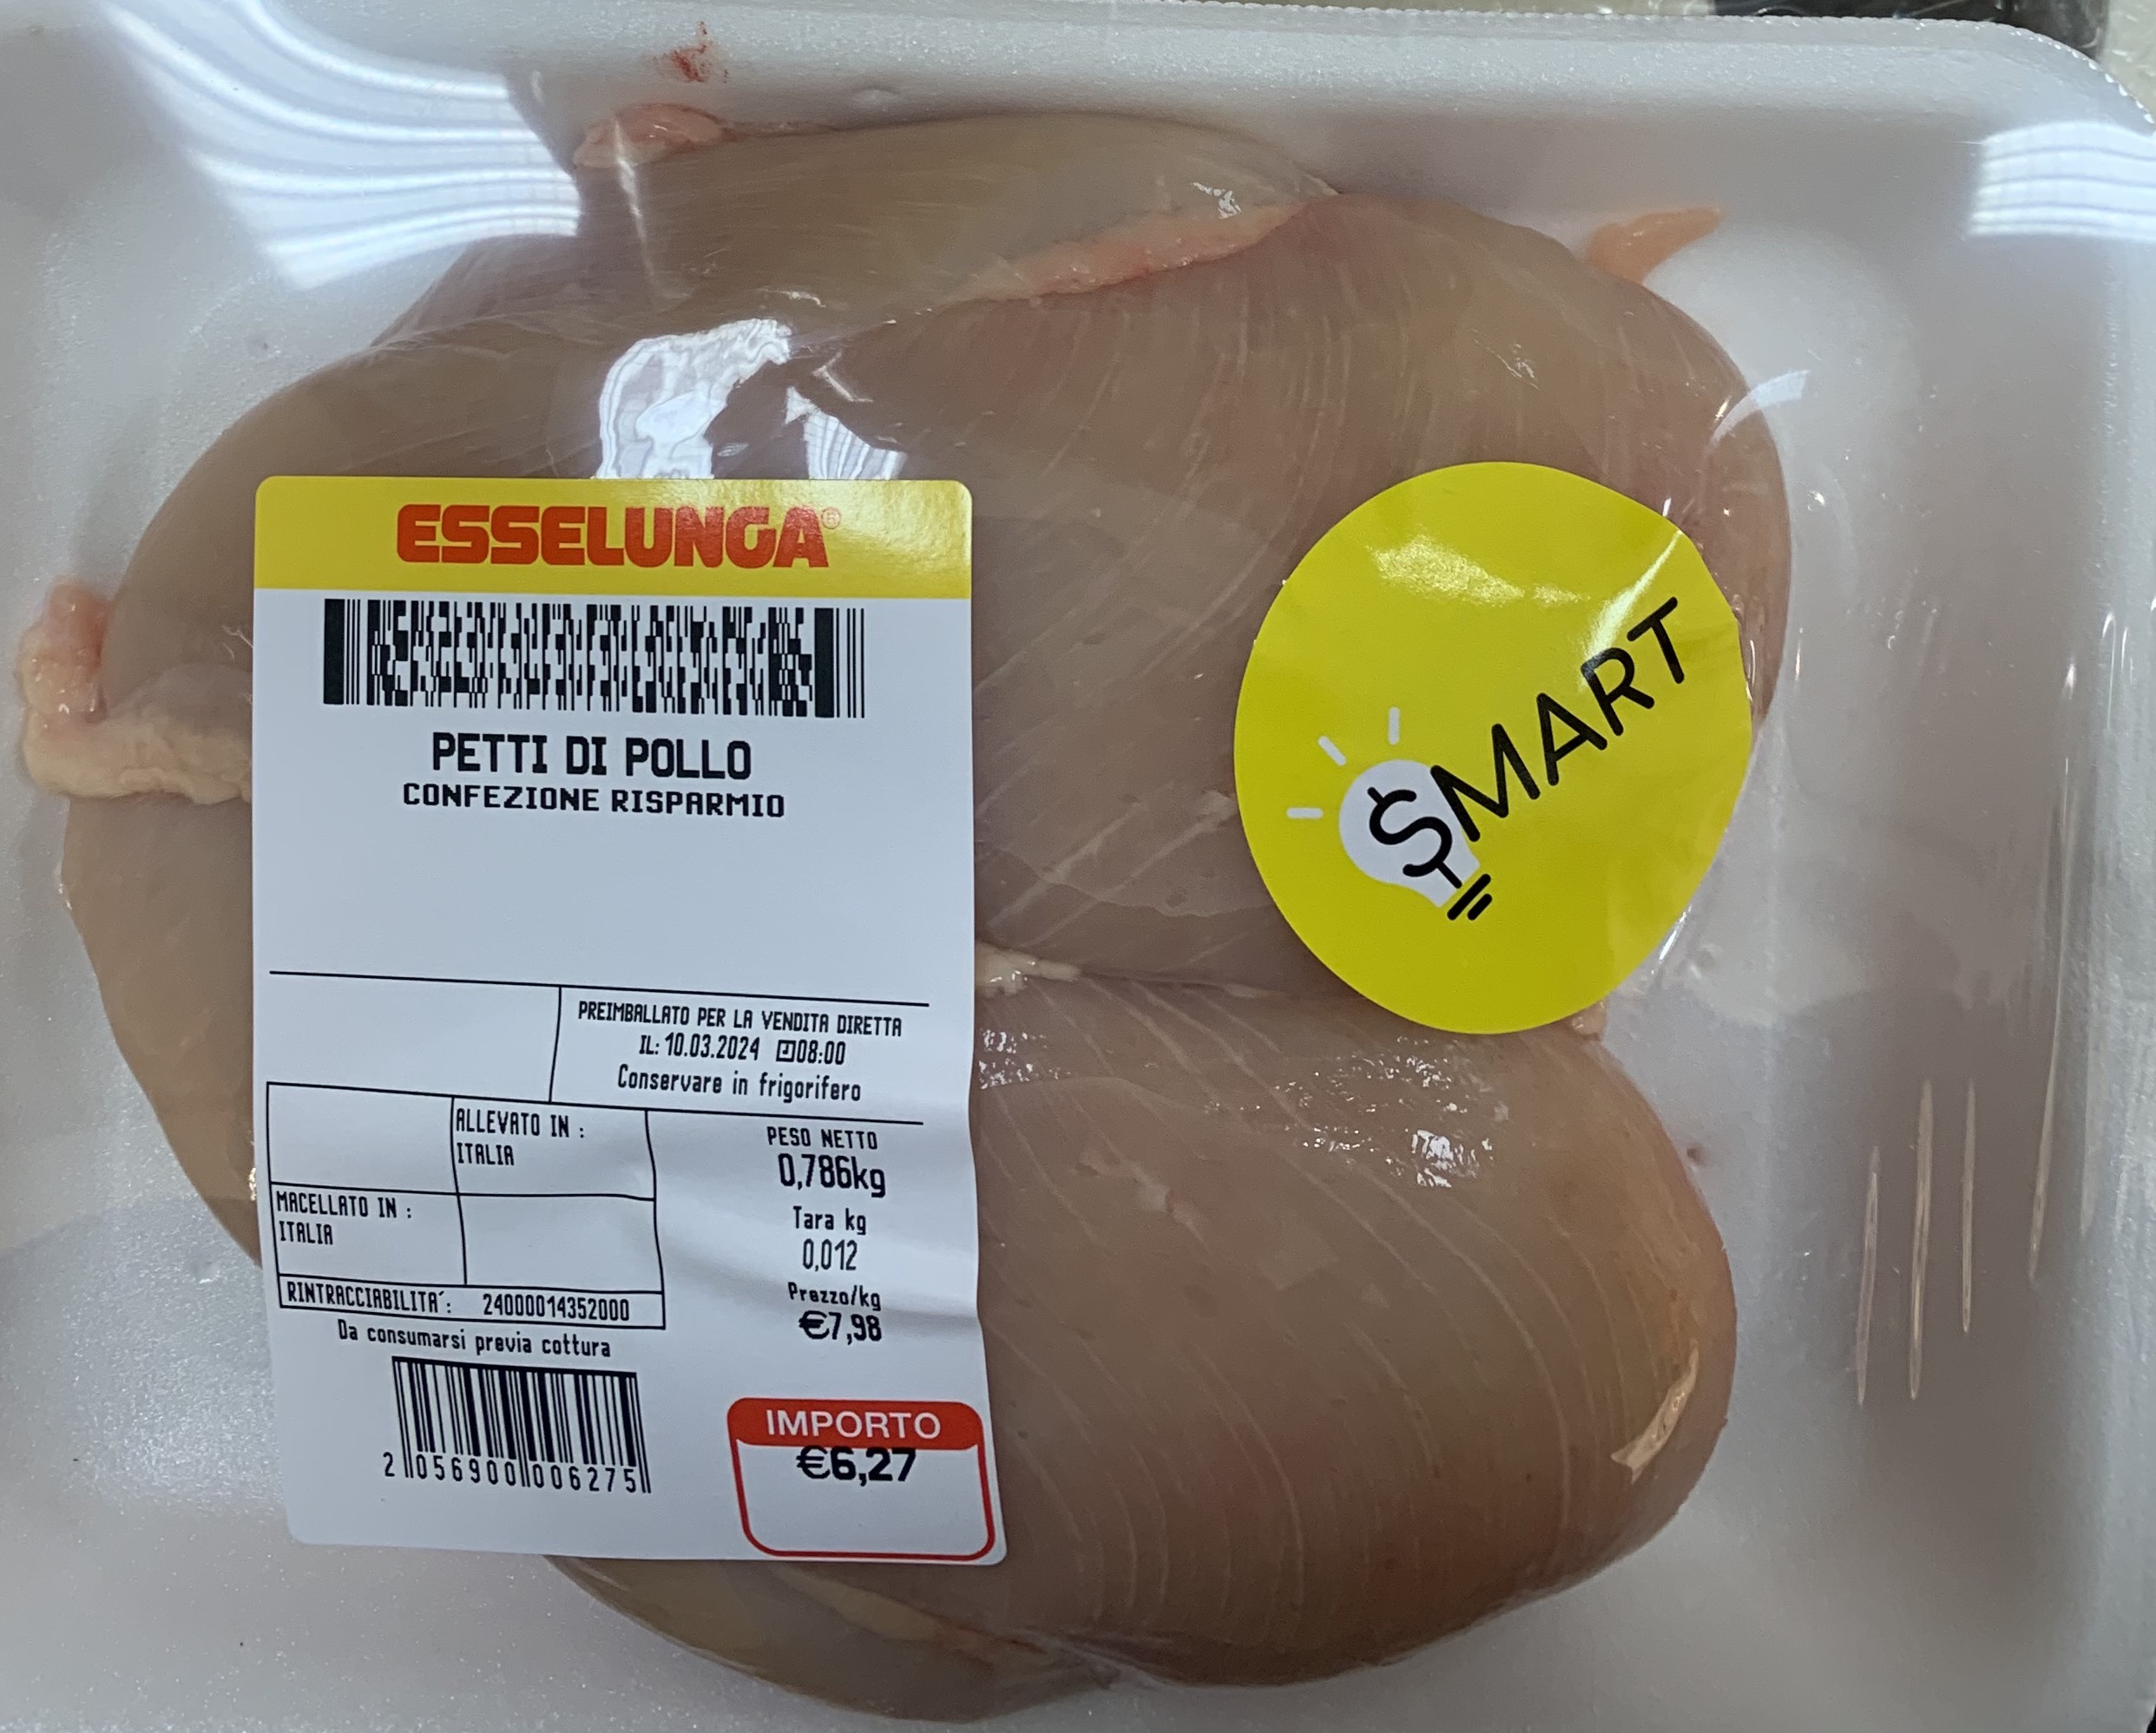 ESSELUNGA®
PETTI DI POLLO
CONFEZIONE RISPARMIO
PREIMBALLATO PER LA VENDITA DIRETTA
IL: 10.03.2024 08:00
Conservare in frigorifero
ALLEVATO IN :
ITALIA
MACELLATO IN :
ITALIA
RINTRACCIABILITA': 24000014352000
Da consumarsi previa cottura
2 056900 006275
PESO NETTO
0,786kg
Tara kg
0,012
Prezzo/kg
€7,98
IMPORTO
€6,27
$MART